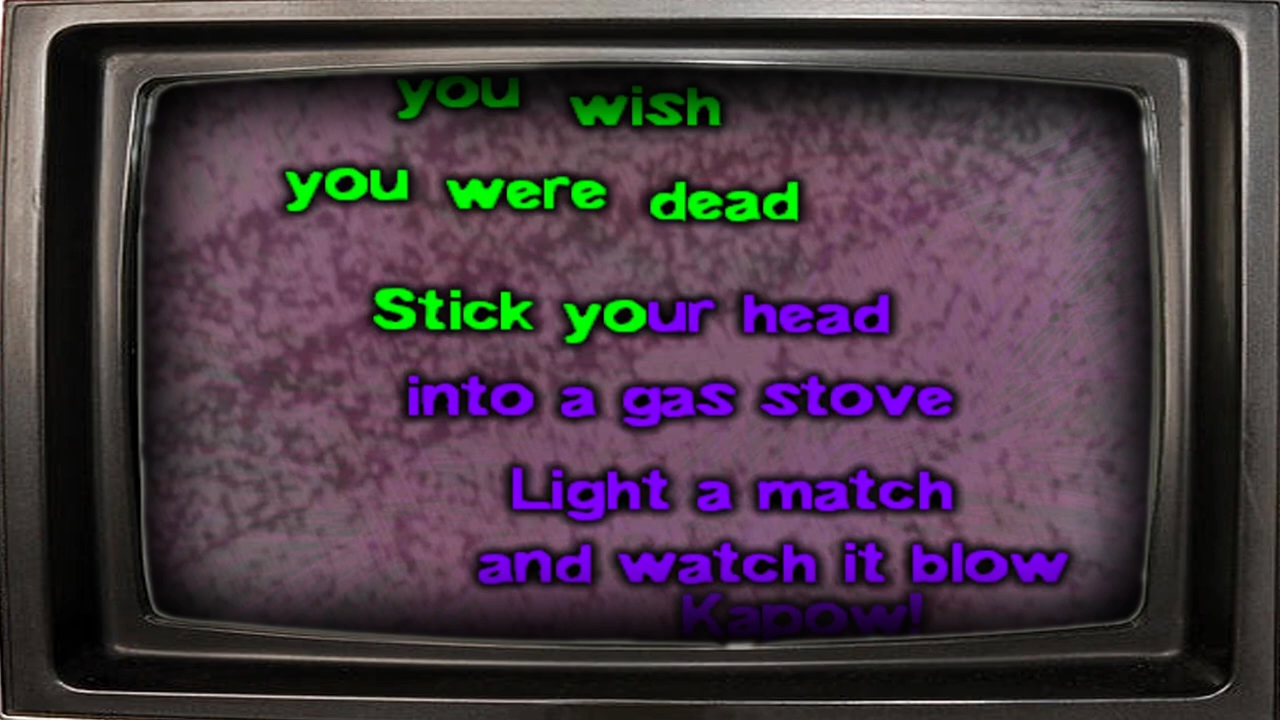 you wish
you were dead
Stick your head
into a gas stove
Light a match
and watch it blow
Kapow!